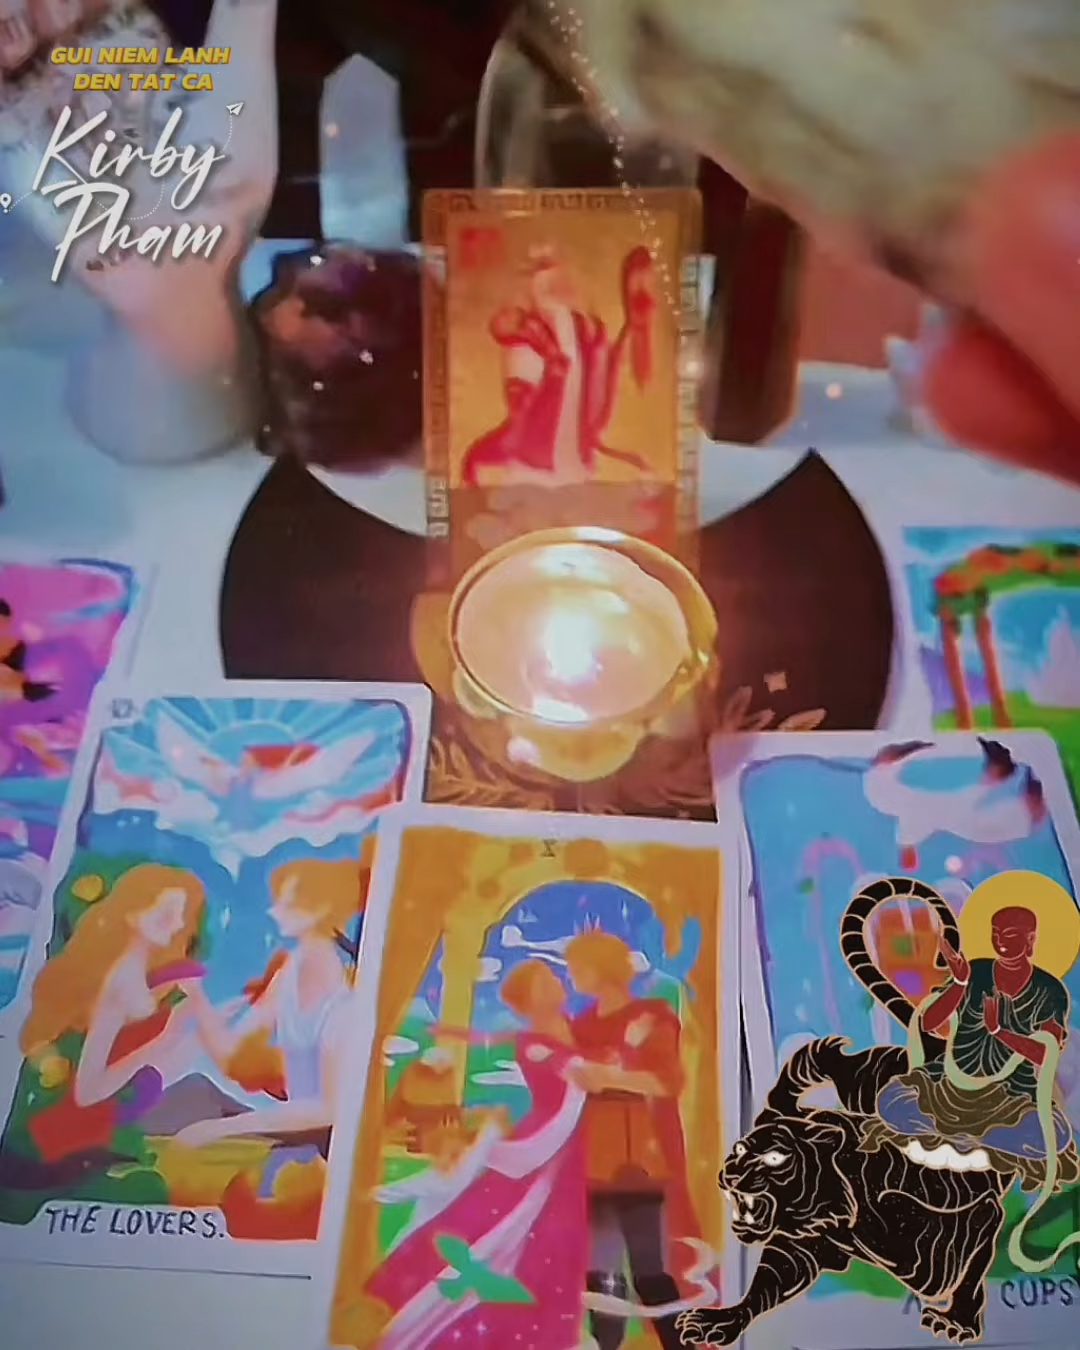 GUI NIEM LANH
DEN TAT CA
Kirby
Pham
THE LOVERS.
X
CUPS